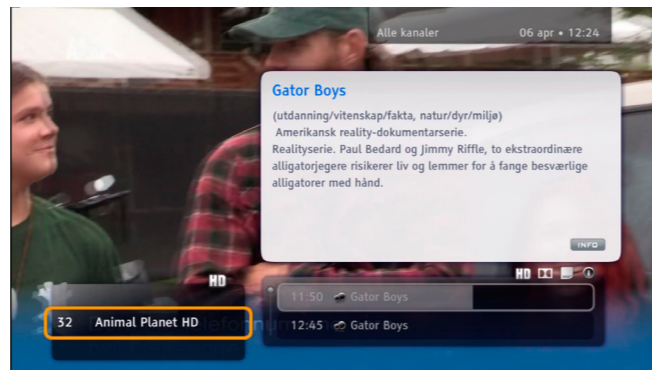 Alle kanaler 06 apr • 12:24
Gator Boys
(utdanning/vitenskap/fakta, natur/dyr/miljø)
Amerikansk reality-dokumentarserie.
Realityserie. Paul Bedard og Jimmy Riffle, to ekstraordinære
alligatorjegere risikerer liv og lemmer for å fange besværlige
alligatorer med hånd.
INFO
HD
HD
11:50 Gator Boys
32 Animal Planet HD
12:45 Gator Boys